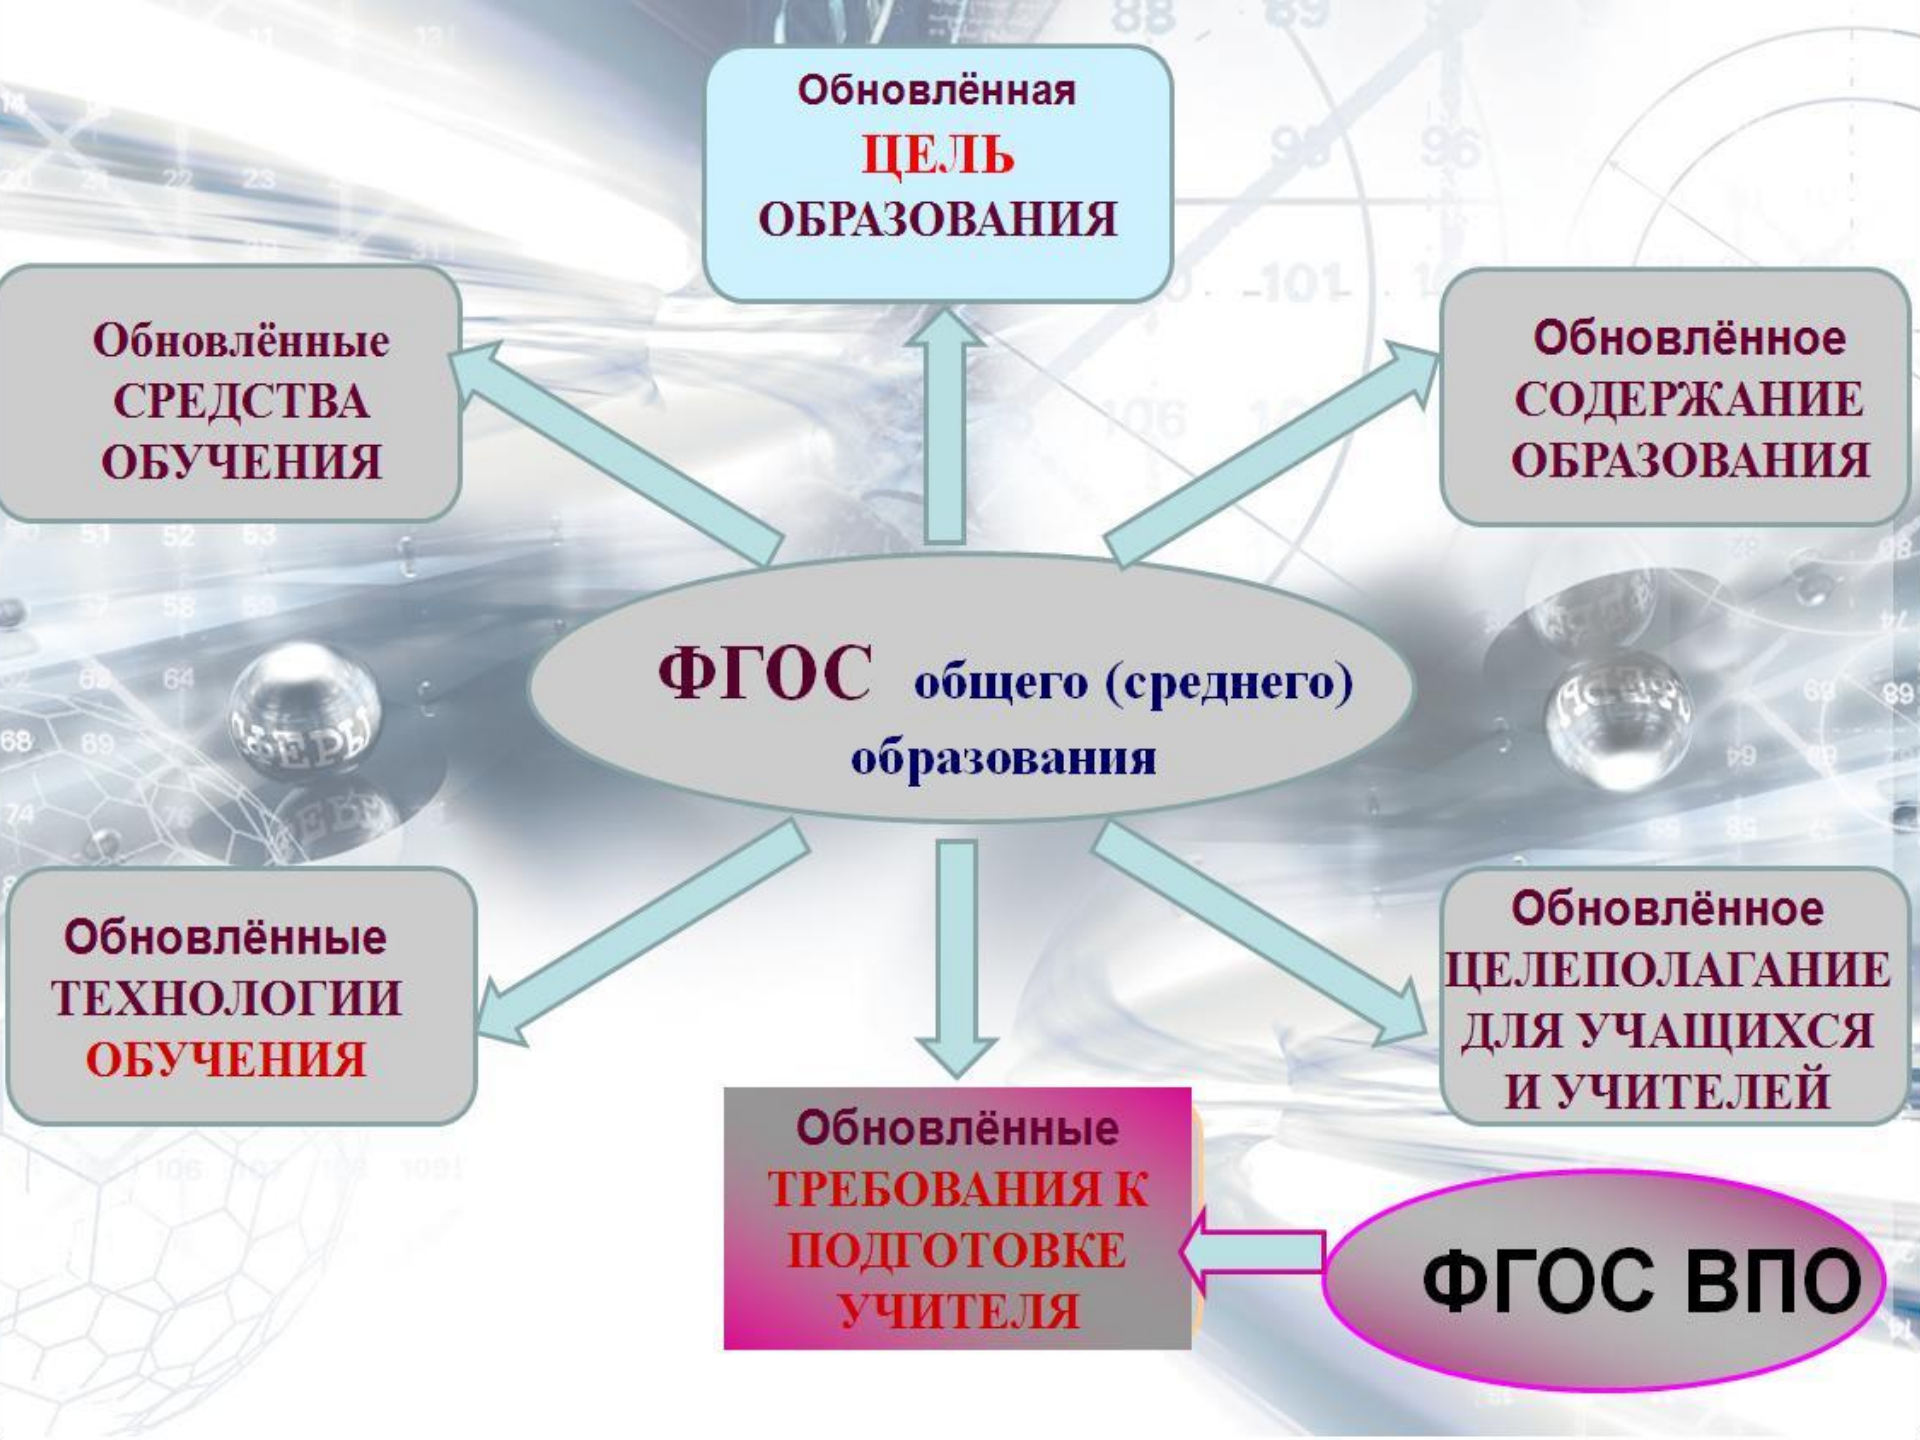 Обновлённая
ЦЕЛЬ
ОБРАЗОВАНИЯ
Обновлённые
СРЕДСТВА
ОБУЧЕНИЯ
Обновлённое
СОДЕРЖАНИЕ
ОБРАЗОВАНИЯ
ФГОС общего (среднего)
образования
Обновлённые
ТЕХНОЛОГИИ
ОБУЧЕНИЯ
Обновлённое
ЦЕЛЕПОЛАГАНИЕ
ДЛЯ УЧАЩИХСЯ
И УЧИТЕЛЕЙ
Обновлённые
ТРЕБОВАНИЯ К
ПОДГОТОВКЕ
УЧИТЕЛЯ
ФГОС ВПО